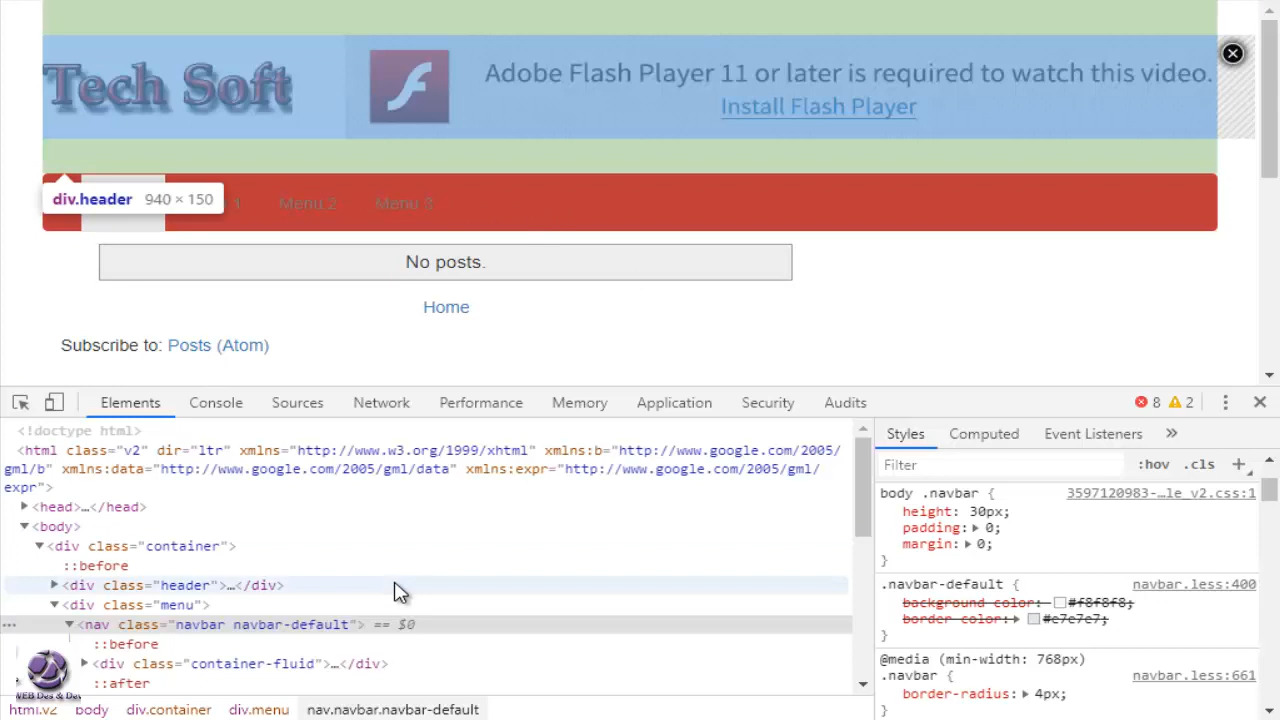 Tech Soft
Adobe Flash Player 11 or later is required to watch this video.
Install Flash Player
div.header 940 × 150
1 Menu 2 Menu 3
No posts.
Home
Subscribe to: Posts (Atom)
Elements Console Sources Network Performance Memory Application Security Audits 8 2
<!doctype html>
<html class="v2" dir="ltr" xmlns="http://www.w3.org/1999/xhtml" xmlns:b="http://www.google.com/2005/
gml/b" xmlns:data="http://www.google.com/2005/gml/data" xmlns:expr="http://www.google.com/2005/gml/
expr">
<head>…</head>
<body>
<div class="container">
::before
<div class="header">…</div>
<div class="menu">
<nav class="navbar navbar-default"> == $0
::before
<div class="container-fluid">…</div>
::after
WEB Des & Dev
html.v2 body div.container div.menu nav.navbar.navbar-default
Styles Computed Event Listeners »
Filter :hov .cls +
body .navbar { 3597120983-…le_v2.css:1
height: 30px;
padding: 0;
margin: 0;
}
.navbar-default { navbar.less:400
background-color: #f8f8f8;
border-color: #e7e7e7;
}
@media (min-width: 768px)
.navbar { navbar.less:661
border-radius: 4px;
}